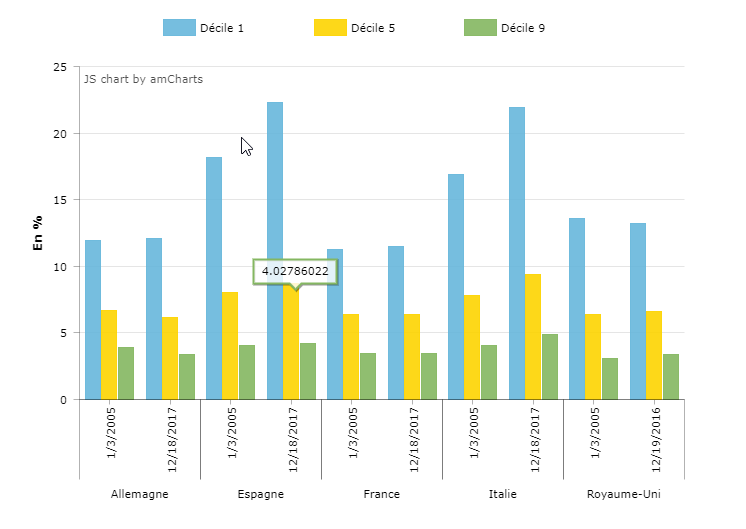 Décile 1 Décile 5 Décile 9
JS chart by amCharts
En %
25
20
15
10
5
0
4.02786022
1/3/2005 12/18/2017 1/3/2005 12/18/2017 1/3/2005 12/18/2017 1/3/2005 12/18/2017 1/3/2005 12/19/2016
Allemagne Espagne France Italie Royaume-Uni